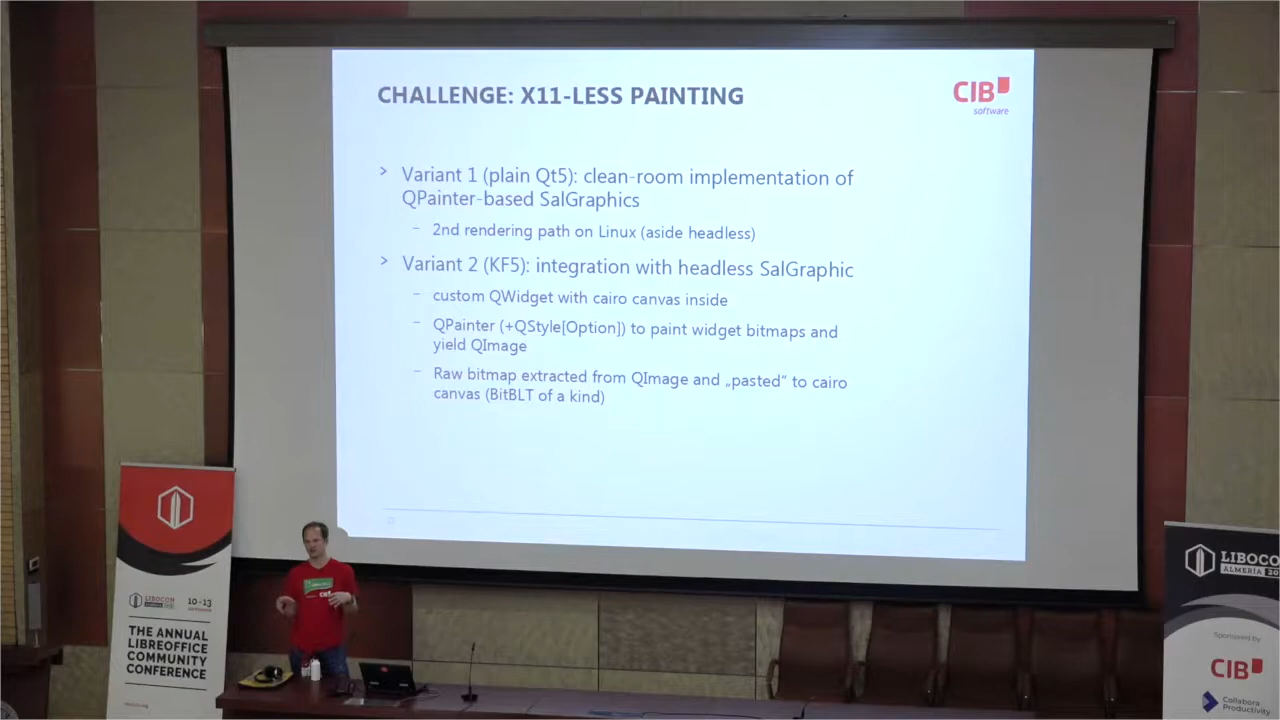 CHALLENGE: X11-LESS PAINTING
CIB
software
> Variant 1 (plain Qt5): clean-room implementation of
QPainter-based SalGraphics
– 2nd rendering path on Linux (aside headless)
> Variant 2 (KF5): integration with headless SalGraphic
– custom QWidget with cairo canvas inside
– QPainter (+QStyle[Option]) to paint widget bitmaps and
yield QImage
– Raw bitmap extracted from QImage and „pasted“ to cairo
canvas (BitBLT of a kind)
LIBOCON
ALMERIA
10-13
THE ANNUAL
LIBREOFFICE
COMMUNITY
CONFERENCE
CIB
LIBOCO
ALMERIA 20
Sponsored by
CIB
Collabora
Productivity